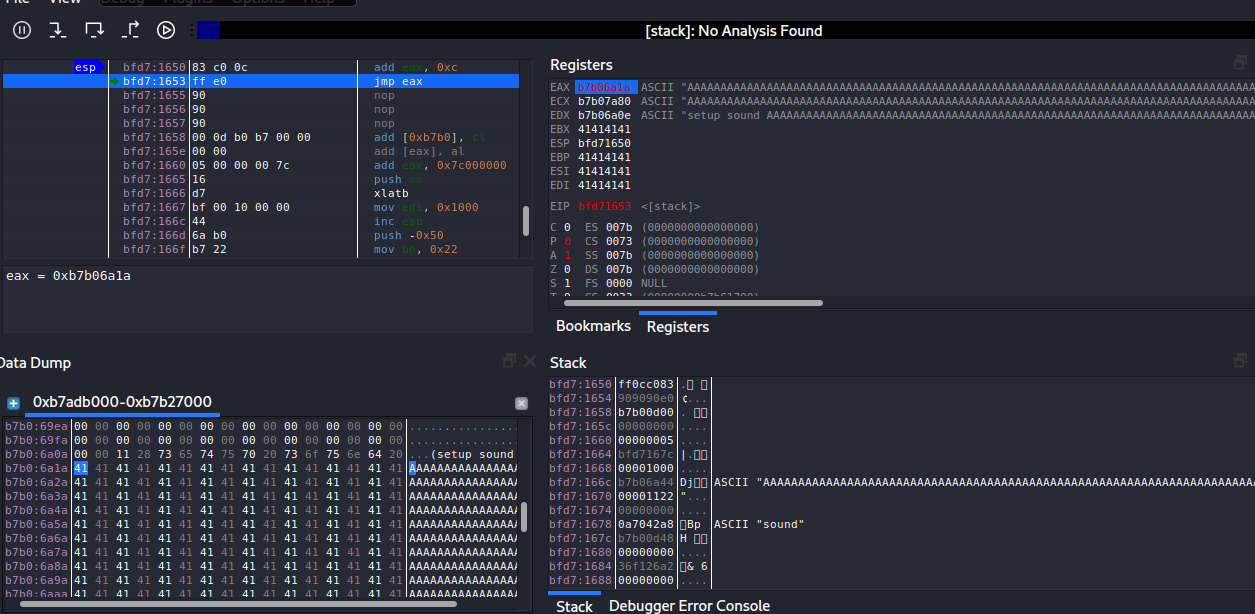 File View Debug Plugins Options Help
[stack]: No Analysis Found
esp bfd7:1650 83 c0 0c add eax, 0xc
bfd7:1653 ff e0 jmp eax
bfd7:1655 90 nop
bfd7:1656 90 nop
bfd7:1657 90 nop
bfd7:1658 00 0d b0 b7 00 00 add [0xb7b0], cl
bfd7:165e 00 00 add [eax], al
bfd7:1660 05 00 00 00 7c add eax, 0x7c000000
bfd7:1665 16 push ss
bfd7:1666 d7 xlatb
bfd7:1667 bf 00 10 00 00 mov edi, 0x1000
bfd7:166c 44 inc esp
bfd7:166d 6a b0 push -0x50
bfd7:166f b7 22 mov bh, 0x22
eax = 0xb7b06a1a
Registers
EAX b7b06a1a ASCII "AAAAAAAAAAAAAAAAAAAAAAAAAAAAAAAAAAAAAAAAAAAAAAAAAAAAAAAAAAAAAAAAAAAAAAAAAAAAAAAAAAAAAA
ECX b7b07a80 ASCII "AAAAAAAAAAAAAAAAAAAAAAAAAAAAAAAAAAAAAAAAAAAAAAAAAAAAAAAAAAAAAAAAAAAAAAAAAAAAAAAAAAAAAA
EDX b7b06a0e ASCII "setup sound AAAAAAAAAAAAAAAAAAAAAAAAAAAAAAAAAAAAAAAAAAAAAAAAAAAAAAAAAAAAAAAAAAAAAAAAAA
EBX 41414141
ESP bfd71650
EBP 41414141
ESI 41414141
EDI 41414141
EIP bfd71653 <[stack]>
C 0 ES 007b (0000000000000000)
P 0 CS 0073 (0000000000000000)
A 1 SS 007b (0000000000000000)
Z 0 DS 007b (0000000000000000)
S 1 FS 0000 NULL
Bookmarks Registers
Data Dump
0xb7adb000-0xb7b27000
b7b0:69ea 00 00 00 00 00 00 00 00 00 00 00 00 00 00 00 00 ................
b7b0:69fa 00 00 00 00 00 00 00 00 00 00 00 00 00 00 00 00 ................
b7b0:6a0a 00 00 11 28 73 65 74 75 70 20 73 6f 75 6e 64 20 ...(setup sound
b7b0:6a1a 41 41 41 41 41 41 41 41 41 41 41 41 41 41 41 41 AAAAAAAAAAAAAAAA
b7b0:6a2a 41 41 41 41 41 41 41 41 41 41 41 41 41 41 41 41 AAAAAAAAAAAAAAAA
b7b0:6a3a 41 41 41 41 41 41 41 41 41 41 41 41 41 41 41 41 AAAAAAAAAAAAAAAA
b7b0:6a4a 41 41 41 41 41 41 41 41 41 41 41 41 41 41 41 41 AAAAAAAAAAAAAAAA
b7b0:6a5a 41 41 41 41 41 41 41 41 41 41 41 41 41 41 41 41 AAAAAAAAAAAAAAAA
b7b0:6a6a 41 41 41 41 41 41 41 41 41 41 41 41 41 41 41 41 AAAAAAAAAAAAAAAA
b7b0:6a7a 41 41 41 41 41 41 41 41 41 41 41 41 41 41 41 41 AAAAAAAAAAAAAAAA
b7b0:6a8a 41 41 41 41 41 41 41 41 41 41 41 41 41 41 41 41 AAAAAAAAAAAAAAAA
b7b0:6a9a 41 41 41 41 41 41 41 41 41 41 41 41 41 41 41 41 AAAAAAAAAAAAAAAA
b7b0:6aaa 41 41 41 41 41 41 41 41 41 41 41 41 41 41 41 41 AAAAAAAAAAAAAAAA
Stack
bfd7:1650 ff0cc083
bfd7:1654 909090e0
bfd7:1658 b7b00d00
bfd7:165c 00000000 ....
bfd7:1660 00000005 ....
bfd7:1664 bfd7167c
bfd7:1668 00001000 ....
bfd7:166c b7b06a44 Dj ASCII "AAAAAAAAAAAAAAAAAAAAAAAAAAAAAAAAAAAAAAAAAAAAAAAAAAAAAAAAAAAAAAAAAAAAAAAAAA
bfd7:1670 00001122 "...
bfd7:1674 00000000 ....
bfd7:1678 0a7042a8 Bp ASCII "sound"
bfd7:167c b7b00d48 H
bfd7:1680 00000000 ....
bfd7:1684 36f126a2 & 6
bfd7:1688 00000000 ....
Stack Debugger Error Console